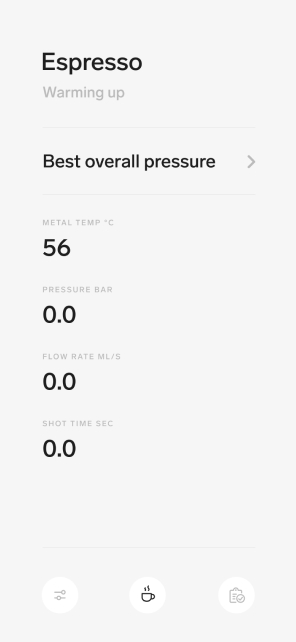 Espresso
Warming up
Best overall pressure
METAL TEMP °C
56
PRESSURE BAR
0.0
FLOW RATE ML/S
0.0
SHOT TIME SEC
0.0